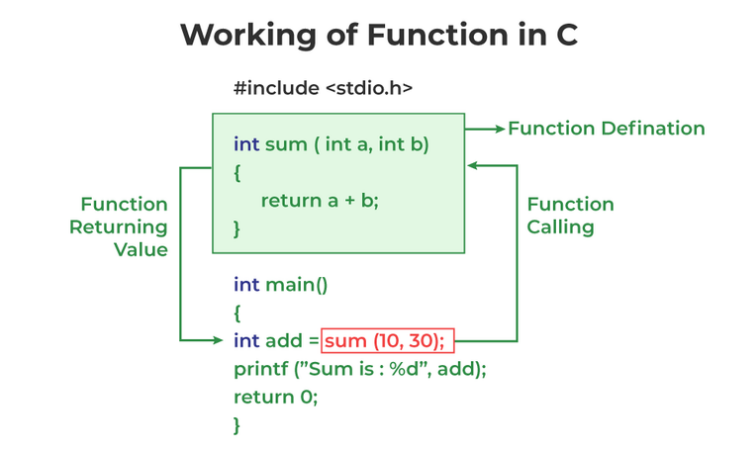 Working of Function in C
#include <stdio.h>
int sum ( int a, int b)
{
return a + b;
}
Function Defination
Function
Returning
Value
Function
Calling
int main()
{
int add = sum (10, 30);
printf (”Sum is : %d”, add);
return 0;
}